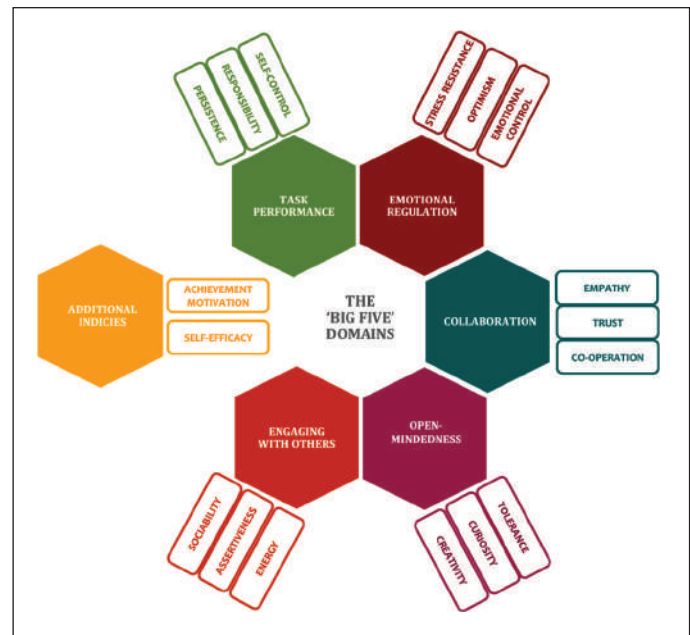 SELF-CONTROL
RESPONSIBILITY
PERSISTENCE
STRESS RESISTANCE
OPTIMISM
EMOTIONAL
CONTROL
TASK
PERFORMANCE
EMOTIONAL
REGULATION
ADDITIONAL
INDICIES
ACHIEVEMENT
MOTIVATION
SELF-EFFICACY
THE
'BIG FIVE'
DOMAINS
COLLABORATION
EMPATHY
TRUST
CO-OPERATION
ENGAGING
WITH OTHERS
OPEN-
MINDEDNESS
SOCIABILITY
ASSERTIVENESS
ENERGY
CREATIVITY
CURIOSITY
TOLERANCE